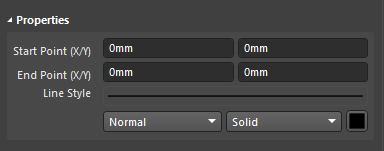 Properties
Start Point (X/Y) 0mm 0mm
End Point (X/Y) 0mm 0mm
Line Style
Normal Solid